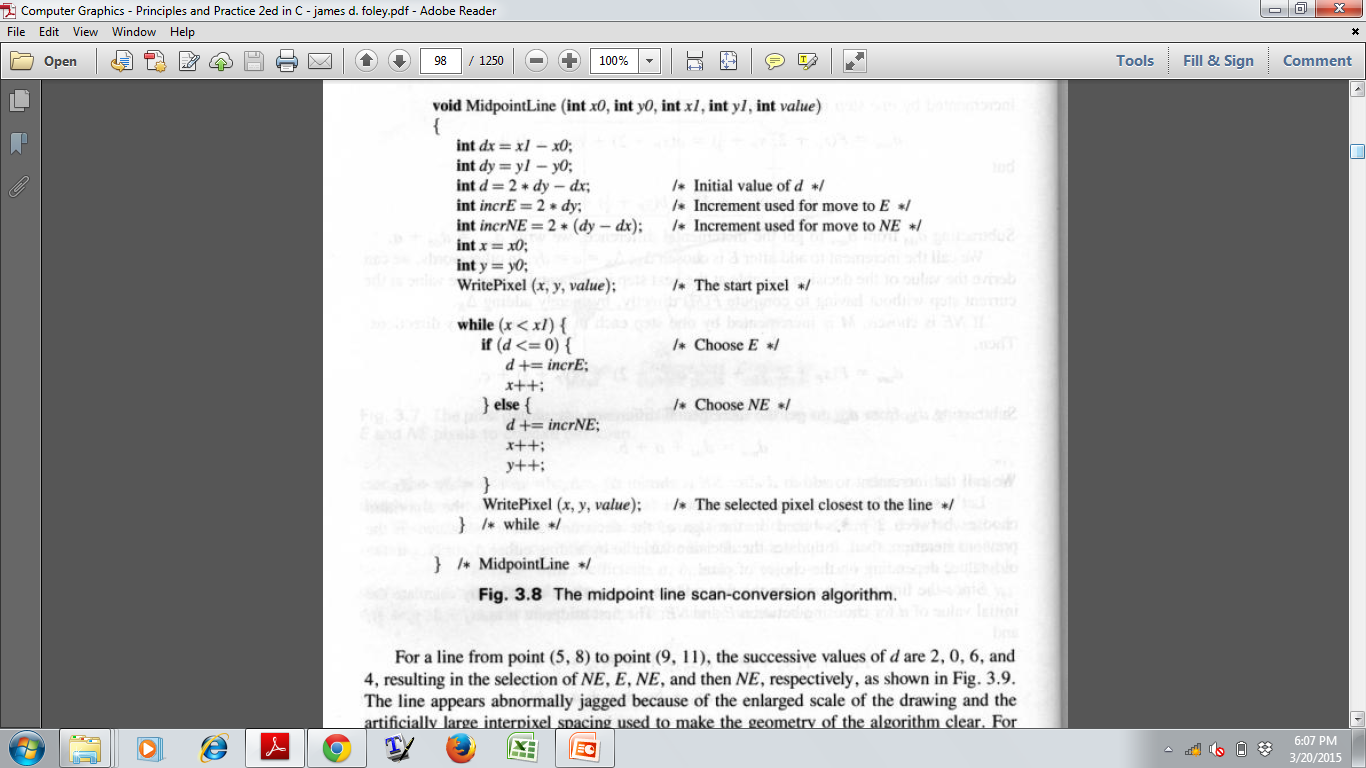 Computer Graphics - Principles and Practice 2ed in C - james d. foley.pdf - Adobe Reader
File Edit View Window Help
Open 98 / 1250 100% Tools Fill & Sign Comment
void MidpointLine (int x0, int y0, int x1, int y1, int value)
{
int dx = x1 – x0;
int dy = y1 – y0;
int d = 2 * dy – dx; /* Initial value of d */
int incrE = 2 * dy; /* Increment used for move to E */
int incrNE = 2 * (dy – dx); /* Increment used for move to NE */
int x = x0;
int y = y0;
WritePixel (x, y, value); /* The start pixel */
while (x < x1) {
if (d <= 0) { /* Choose E */
d += incrE;
x++;
} else { /* Choose NE */
d += incrNE;
x++;
y++;
}
WritePixel (x, y, value); /* The selected pixel closest to the line */
} /* while */
} /* MidpointLine */
Fig. 3.8 The midpoint line scan-conversion algorithm.
For a line from point (5, 8) to point (9, 11), the successive values of d are 2, 0, 6, and
4, resulting in the selection of NE, E, NE, and then NE, respectively, as shown in Fig. 3.9.
The line appears abnormally jagged because of the enlarged scale of the drawing and the
artificially large interpixel spacing used to make the geometry of the algorithm clear. For
6:07 PM
3/20/2015